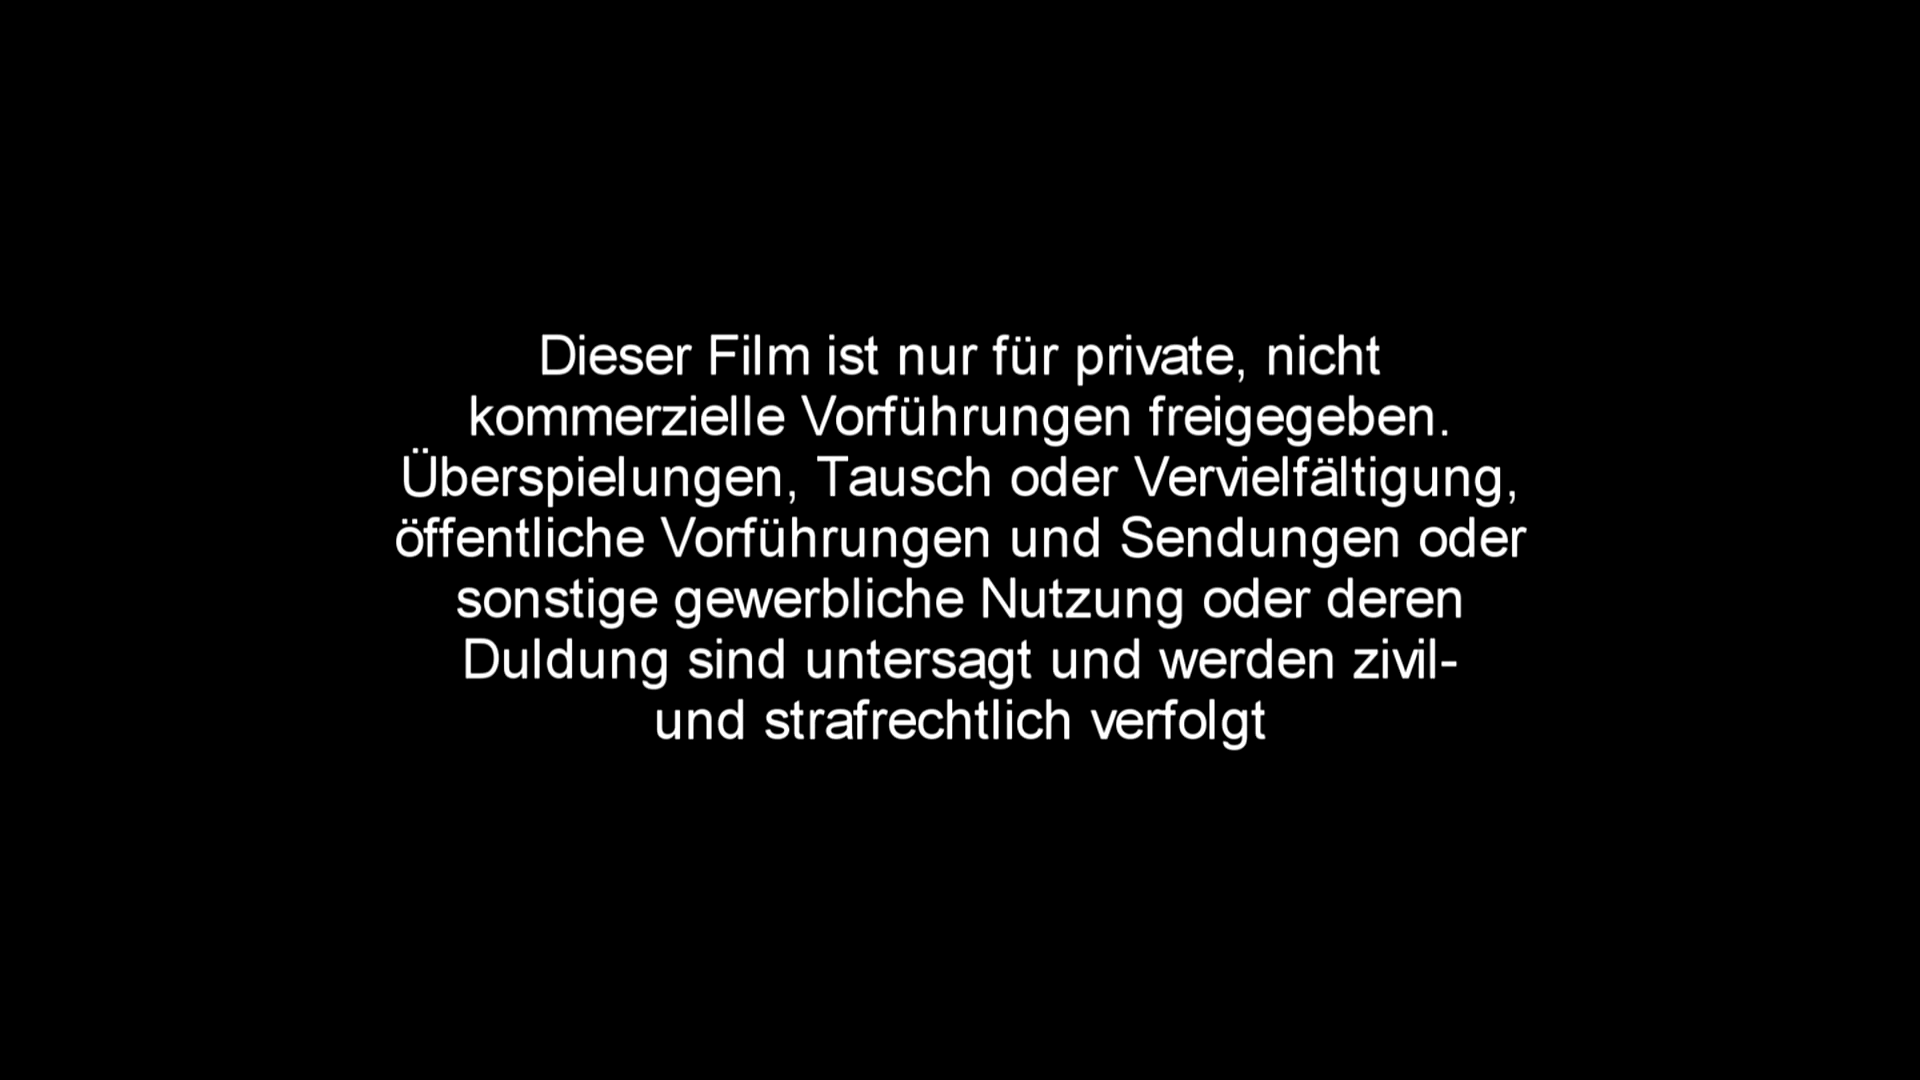 Dieser Film ist nur für private, nicht
kommerzielle Vorführungen freigegeben.
Überspielungen, Tausch oder Vervielfältigung,
öffentliche Vorführungen und Sendungen oder
sonstige gewerbliche Nutzung oder deren
Duldung sind untersagt und werden zivil-
und strafrechtlich verfolgt